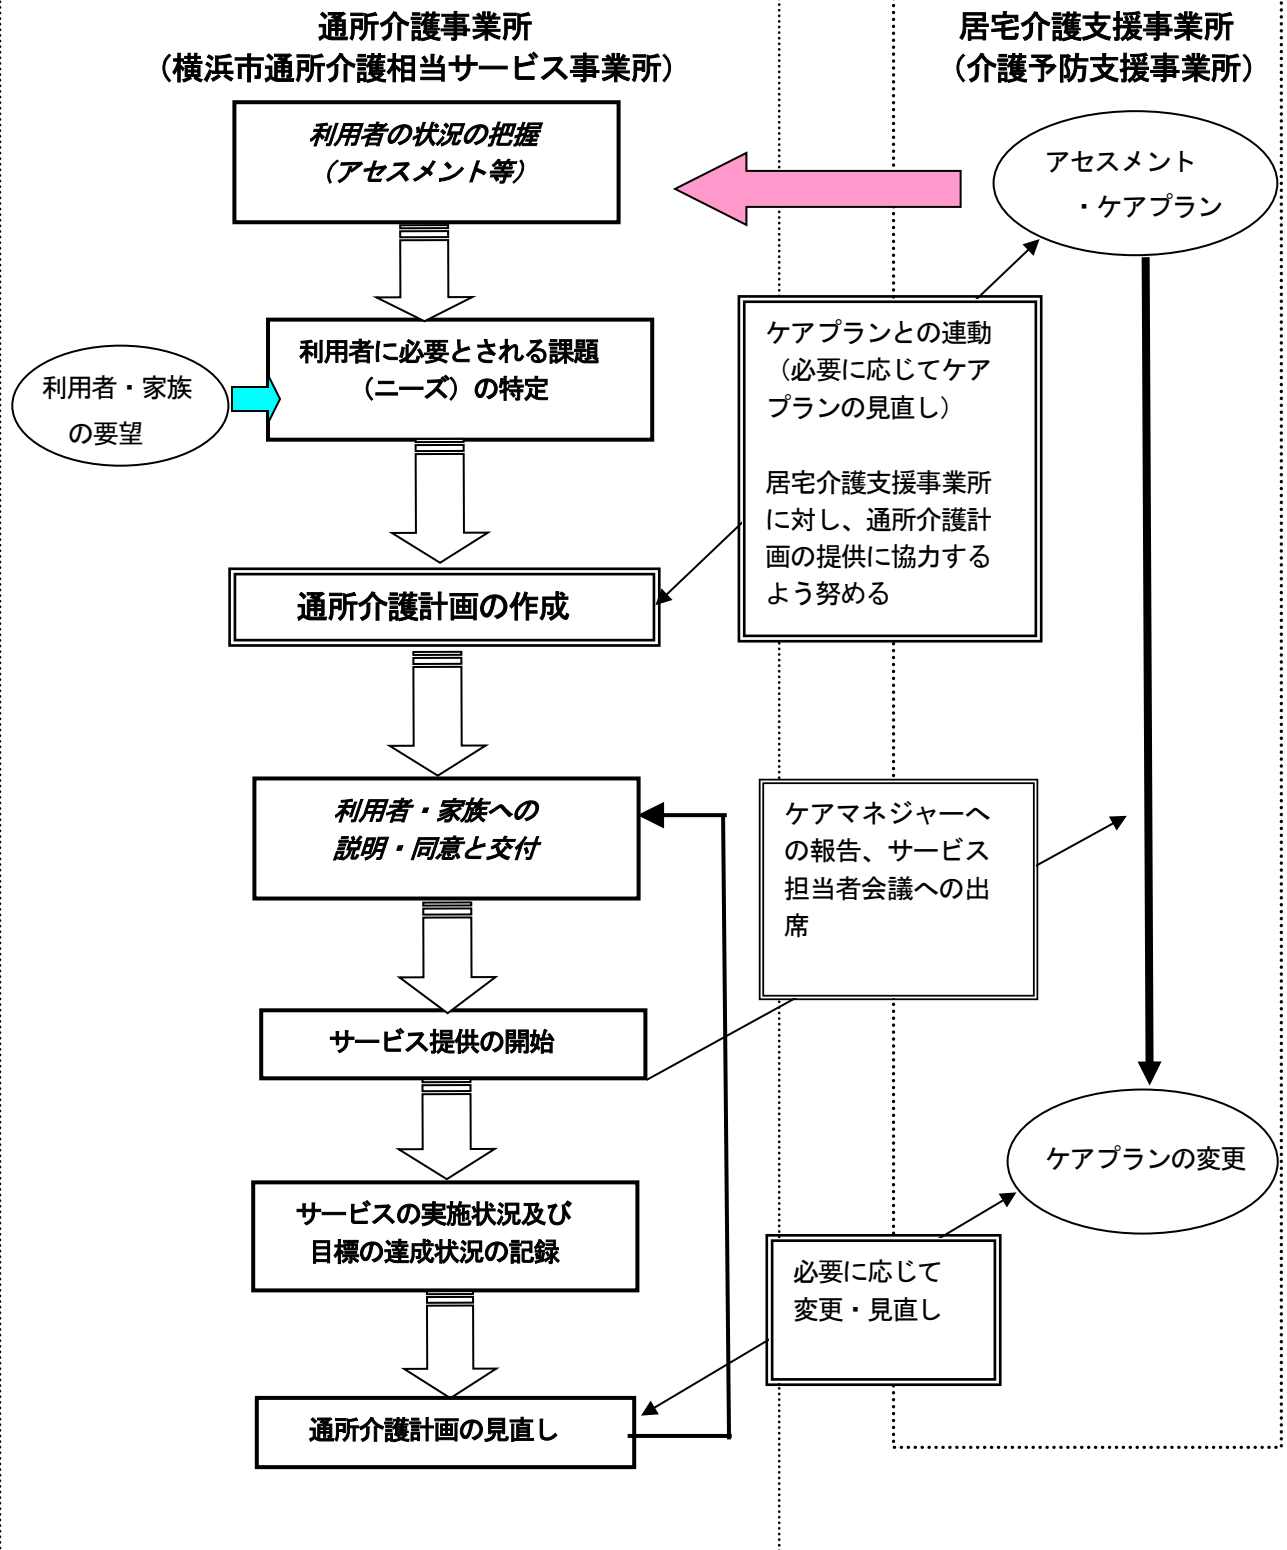 通所介護事業所
（横浜市通所介護相当サービス事業所）
居宅介護支援事業所
（介護予防支援事業所）
利用者の状況の把握
（アセスメント等）
アセスメント
・ケアプラン
利用者に必要とされる課題
（ニーズ）の特定
利用者・家族
の要望
ケアプランとの連動
（必要に応じてケア
プランの見直し）
居宅介護支援事業所
に対し、通所介護計
画の提供に協力する
よう努める
通所介護計画の作成
利用者・家族への
説明・同意と交付
ケアマネジャーへ
の報告、サービス
担当者会議への出
席
サービス提供の開始
サービスの実施状況及び
目標の達成状況の記録
ケアプランの変更
必要に応じて
変更・見直し
通所介護計画の見直し